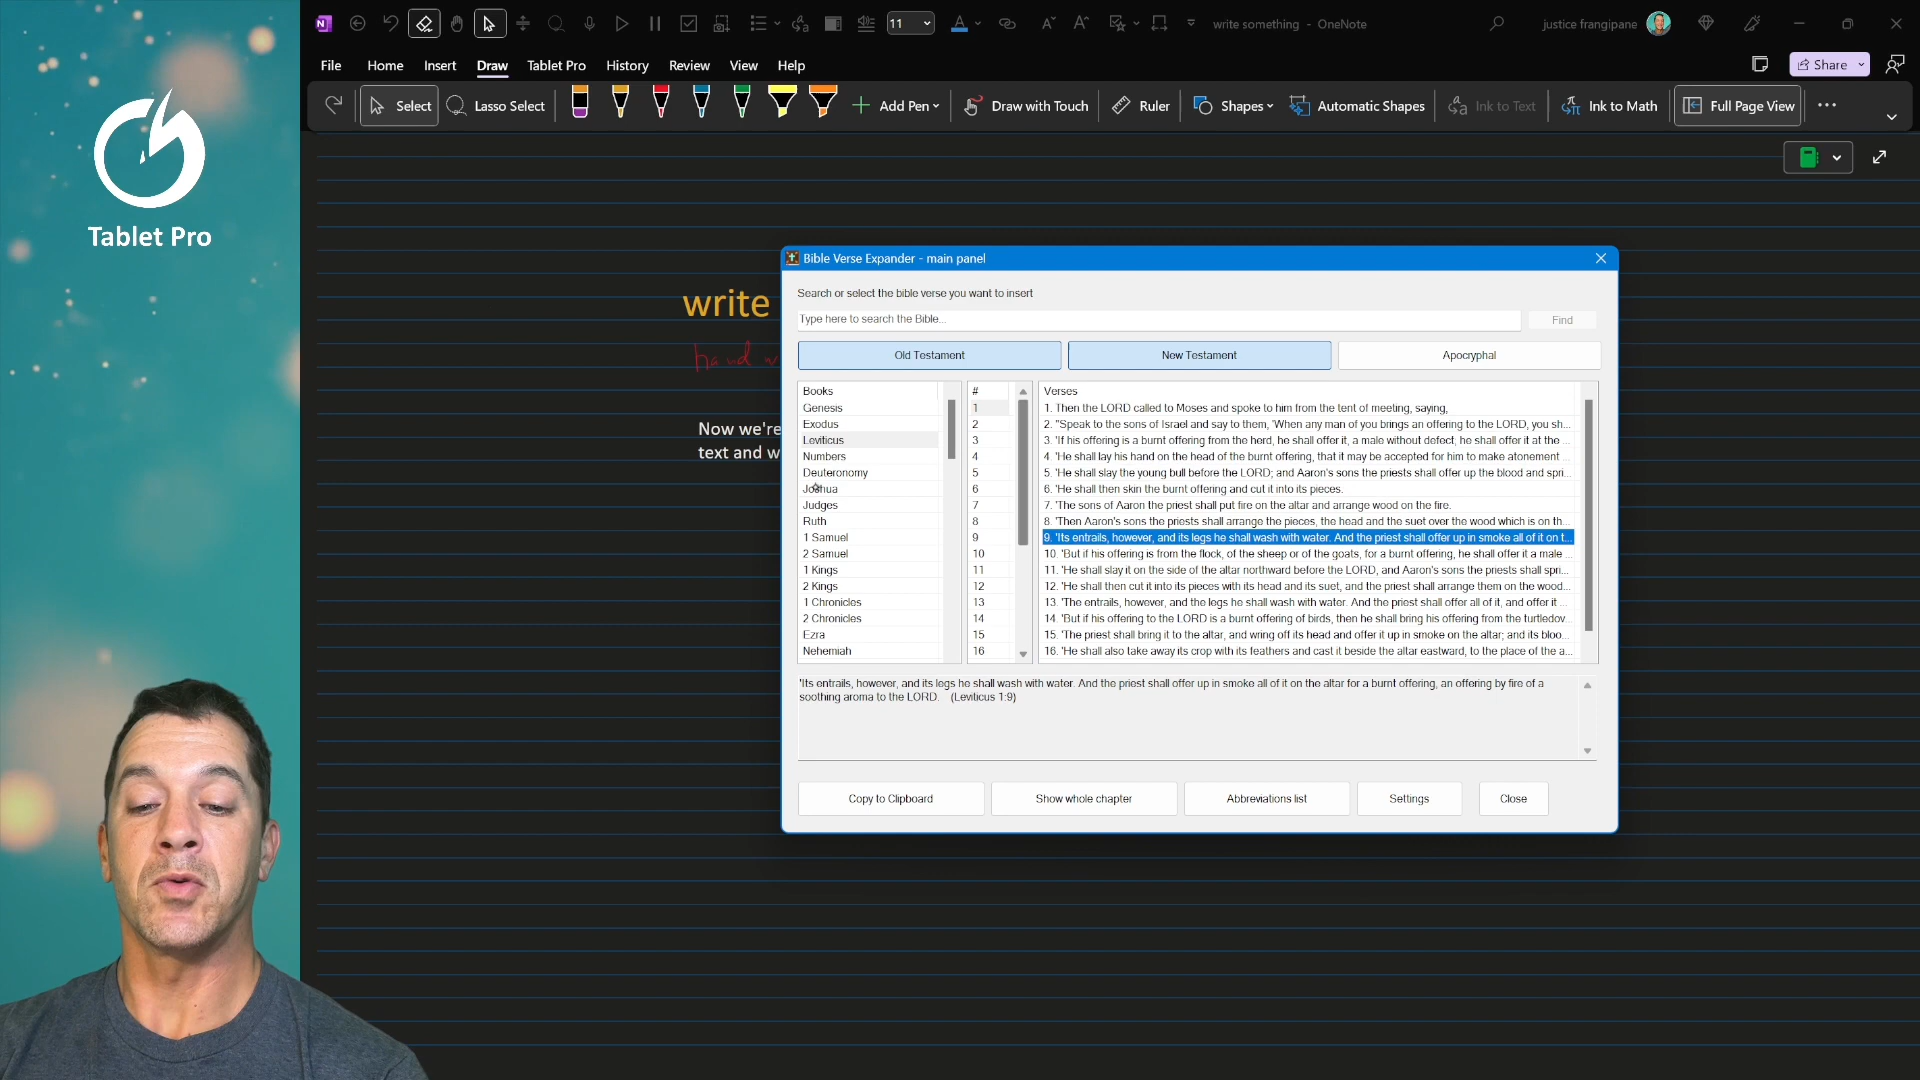 Tablet Pro
11
write something - OneNote
justice frangipane
File Home Insert Draw Tablet Pro History Review View Help
Share
Select Lasso Select Add Pen Draw with Touch Ruler Shapes Automatic Shapes Ink to Text Ink to Math Full Page View
write
hand w
Now we're
text and w
Bible Verse Expander - main panel
Search or select the bible verse you want to insert
Type here to search the Bible...
Find
Old Testament
New Testament
Apocryphal
Books # Verses
Genesis 1 1. Then the LORD called to Moses and spoke to him from the tent of meeting, saying,
Exodus 2 2. "Speak to the sons of Israel and say to them, 'When any man of you brings an offering to the LORD, you sh...
Leviticus 3 3. 'If his offering is a burnt offering from the herd, he shall offer it, a male without defect; he shall offer it at the ...
Numbers 4 4. 'He shall lay his hand on the head of the burnt offering, that it may be accepted for him to make atonement ...
Deuteronomy 5 5. 'He shall slay the young bull before the LORD; and Aaron's sons the priests shall offer up the blood and spri...
Joshua 6 6. 'He shall then skin the burnt offering and cut it into its pieces.
Judges 7 7. 'The sons of Aaron the priest shall put fire on the altar and arrange wood on the fire.
Ruth 8 8. 'Then Aaron's sons the priests shall arrange the pieces, the head and the suet over the wood which is on th...
1 Samuel 9 9. 'Its entrails, however, and its legs he shall wash with water. And the priest shall offer up in smoke all of it on t...
2 Samuel 10 10. 'But if his offering is from the flock, of the sheep or of the goats, for a burnt offering, he shall offer it a male ...
1 Kings 11 11. 'He shall slay it on the side of the altar northward before the LORD, and Aaron's sons the priests shall spri...
2 Kings 12 12. 'He shall then cut it into its pieces with its head and its suet, and the priest shall arrange them on the wood...
1 Chronicles 13 13. 'The entrails, however, and the legs he shall wash with water. And the priest shall offer all of it, and offer it ...
2 Chronicles 14 14. 'But if his offering to the LORD is a burnt offering of birds, then he shall bring his offering from the turtledov...
Ezra 15 15. 'The priest shall bring it to the altar, and wring off its head and offer it up in smoke on the altar; and its bloo...
Nehemiah 16 16. 'He shall also take away its crop with its feathers and cast it beside the altar eastward, to the place of the a...
'Its entrails, however, and its legs he shall wash with water. And the priest shall offer up in smoke all of it on the altar for a burnt offering, an offering by fire of a
soothing aroma to the LORD. (Leviticus 1:9)
Copy to Clipboard
Show whole chapter
Abbreviations list
Settings
Close